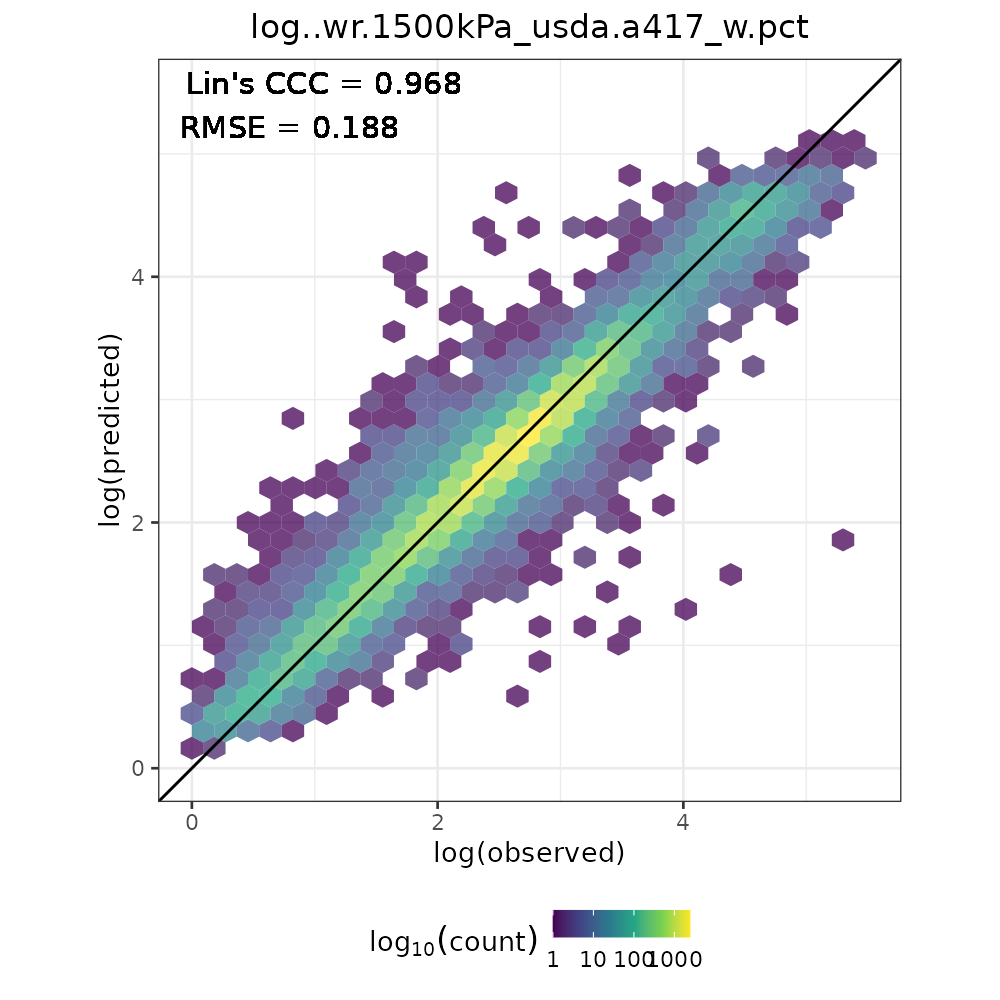 log..wr.1500kPa_usda.a417_w.pct
Lin's CCC = 0.968
RMSE = 0.188
log(predicted)
4
2
0
0 2 4
log(observed)
log10(count)
1 10 100 1000